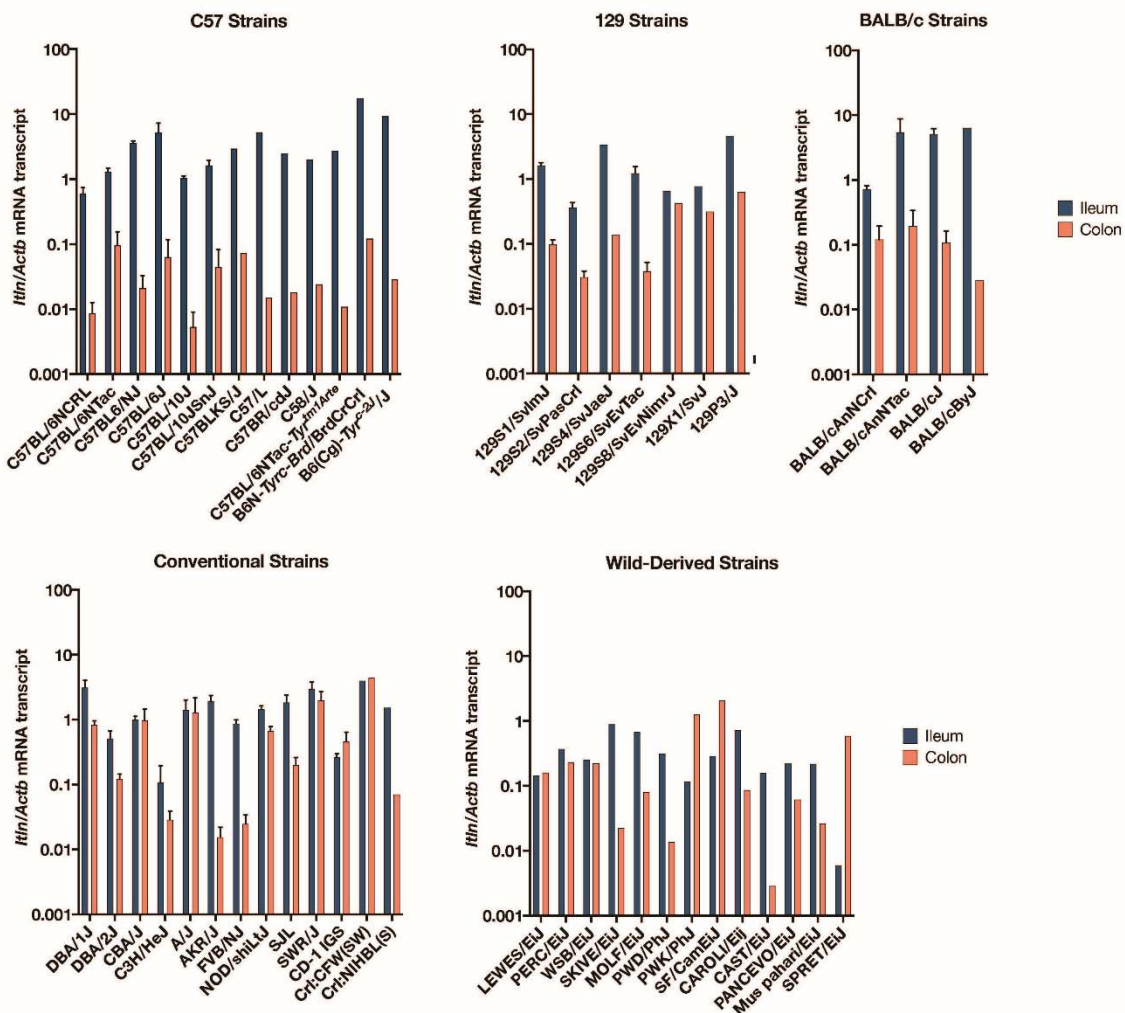 C57 Strains
Itln/Actb mRNA transcript
100
10
1
0.1
0.01
0.001
C57BL/6NCRL
C57BL/6NTac
C57BL6/NJ
C57BL/6J
C57BL/10J
C57BL/10JSnJ
C57BLKS/J
C57/L
C57BR/cdJ
C58/J
C57BL/6NTac-Tyrtm1Arte
B6N-Tyrc-Brd/BrdCrCrl
B6(Cg)-Tyrc-2J/J
129 Strains
Itln/Actb mRNA transcript
100
10
1
0.1
0.01
0.001
129S1/SvImJ
129S2/SvPasCrl
129S4/SvJaeJ
129S6/SvEvTac
129S8/SvEvNimrJ
129X1/SvJ
129P3/J
BALB/c Strains
Itln/Actb mRNA transcript
100
10
1
0.1
0.01
0.001
BALB/cAnNCrl
BALB/cAnNTac
BALB/cJ
BALB/cByJ
Ileum
Colon
Conventional Strains
Itln/Actb mRNA transcript
100
10
1
0.1
0.01
0.001
DBA/1J
DBA/2J
CBA/J
C3H/HeJ
A/J
AKR/J
FVB/NJ
NOD/shiLtJ
SJL
SWR/J
CD-1 IGS
Crl:CFW(SW)
Crl:NIHBL(S)
Wild-Derived Strains
Itln/Actb mRNA transcript
100
10
1
0.1
0.01
0.001
LEWES/EiJ
PERC/EiJ
WSB/EiJ
SKIVE/EiJ
MOLF/EiJ
PWD/PhJ
PWK/PhJ
SF/CamEiJ
CAROLI/Eii
CAST/EiJ
PANCEVO/EiJ
Mus pahari/EiJ
SPRET/EiJ
Ileum
Colon